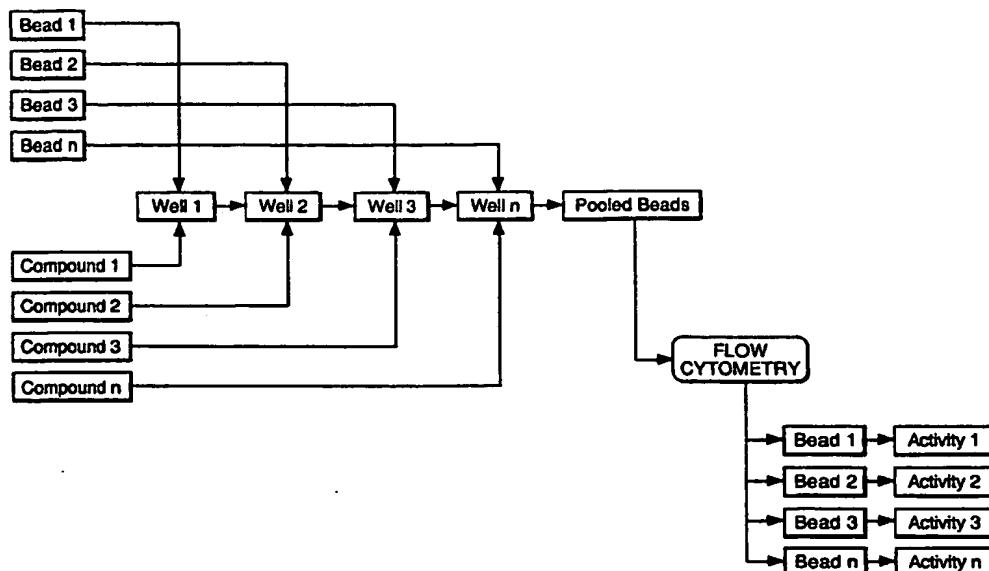 Bead 1
Bead 2
Bead 3
Bead n
Well 1
Well 2
Well 3
Well n
Pooled Beads
Compound 1
Compound 2
Compound 3
Compound n
FLOW
CYTOMETRY
Bead 1
Activity 1
Bead 2
Activity 2
Bead 3
Activity 3
Bead n
Activity n